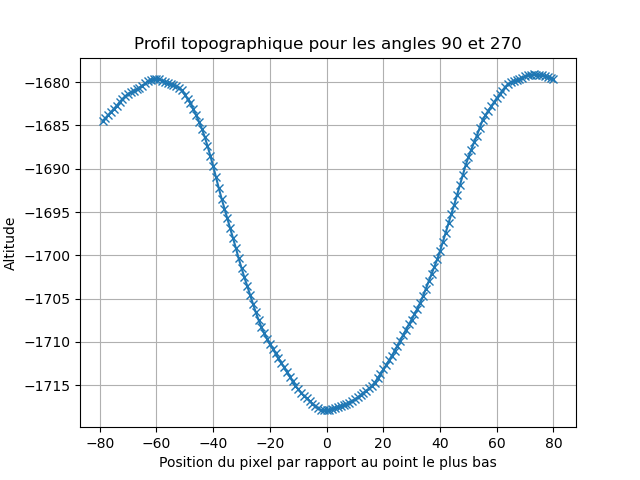 Profil topographique pour les angles 90 et 270
−1680
−1685
−1690
−1695
−1700
−1705
−1710
−1715
Altitude
−80 −60 −40 −20 0 20 40 60 80
Position du pixel par rapport au point le plus bas